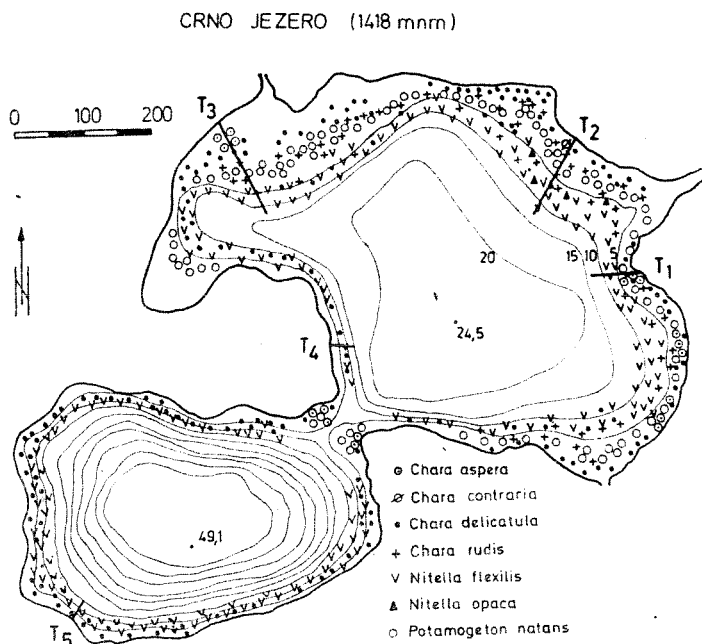 CRNO JEZERO (1418 mnm)
0 100 200
T3
T2
20 15 10 5
T1
24,5
T4
N
49,1
T5
Chara aspera
Chara contraria
Chara delicatula
Chara rudis
Nitella flexilis
Nitella opaca
Potamogeton natans